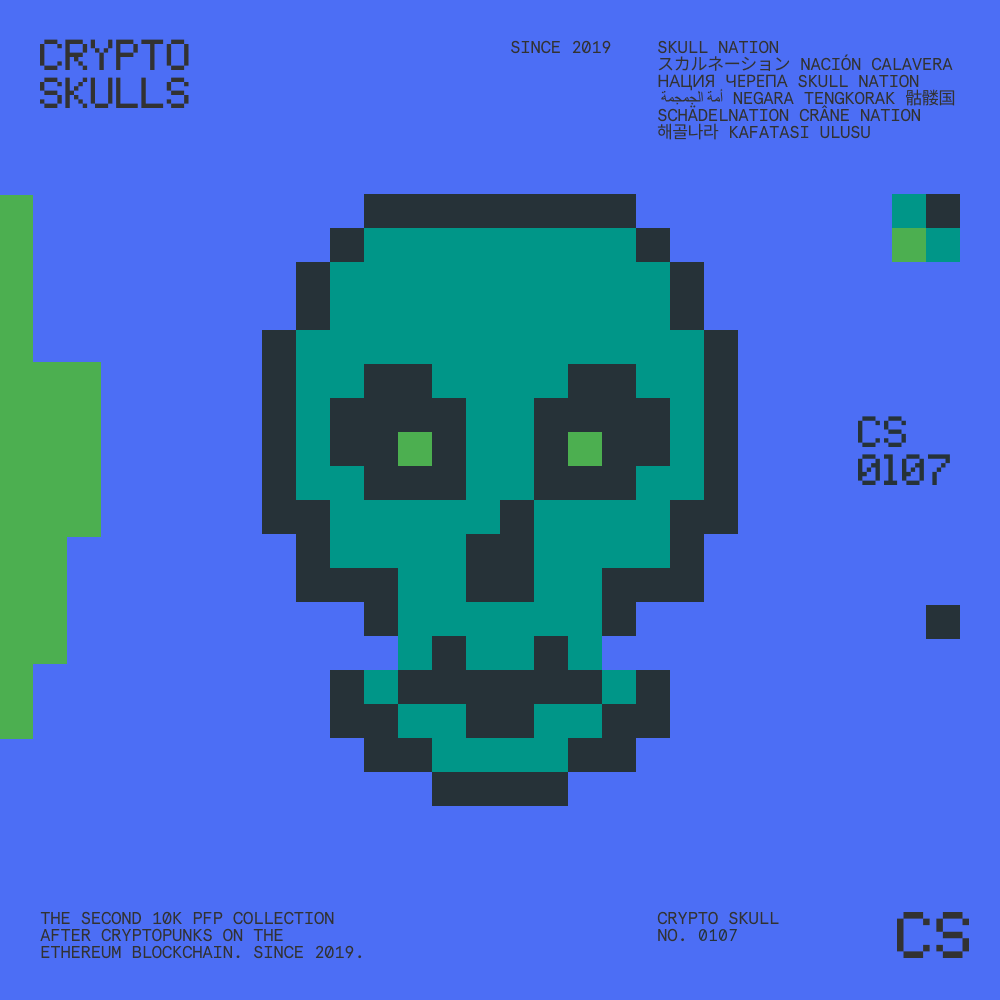 CRYPTO
SKULLS
SINCE 2019
SKULL NATION
スカルネーション NACIÓN CALAVERA
НАЦИЯ ЧЕРЕПА SKULL NATION
أمة الجمجمة NEGARA TENGKORAK 骷髅国
SCHÄDELNATION CRÂNE NATION
해골나라 KAFATASI ULUSU
CS
0107
THE SECOND 10K PFP COLLECTION
AFTER CRYPTOPUNKS ON THE
ETHEREUM BLOCKCHAIN. SINCE 2019.
CRYPTO SKULL
NO. 0107
CS